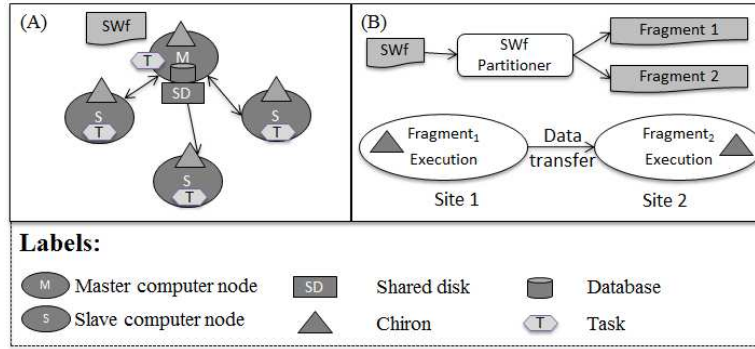 (A)
SWf
T
M
SD
S
T
S
T
S
T
(B)
SWf
SWf
Partitioner
Fragment 1
Fragment 2
Fragment1
Execution
Data
transfer
Fragment2
Execution
Site 1
Site 2
Labels:
M Master computer node
SD Shared disk
Database
S Slave computer node
Chiron
T Task